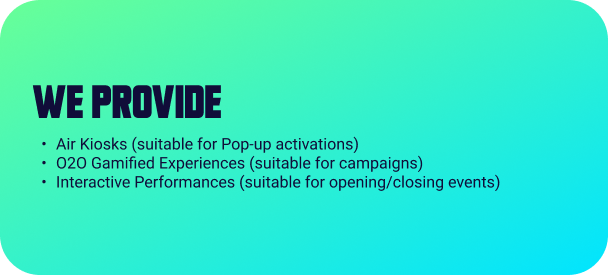 WE PROVIDE
• Air Kiosks (suitable for Pop-up activations)
• O2O Gamified Experiences (suitable for campaigns)
• Interactive Performances (suitable for opening/closing events)